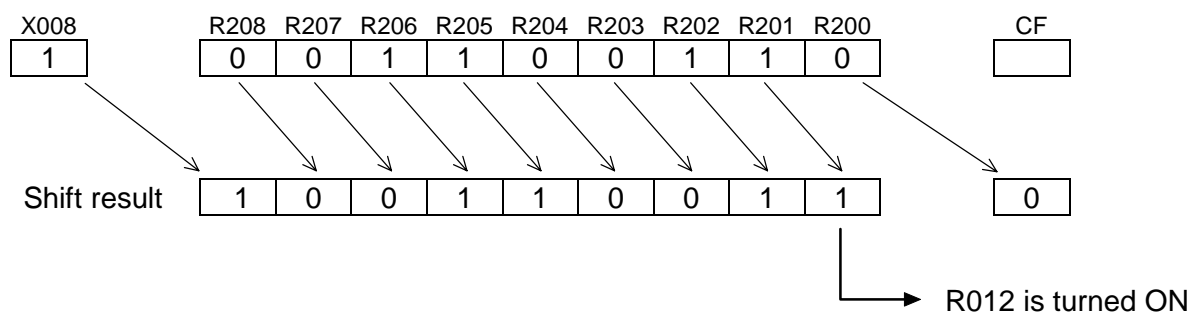 X008 R208 R207 R206 R205 R204 R203 R202 R201 R200 CF
1 0 0 1 1 0 0 1 1 0
Shift result 1 0 0 1 1 0 0 1 1 0
R012 is turned ON